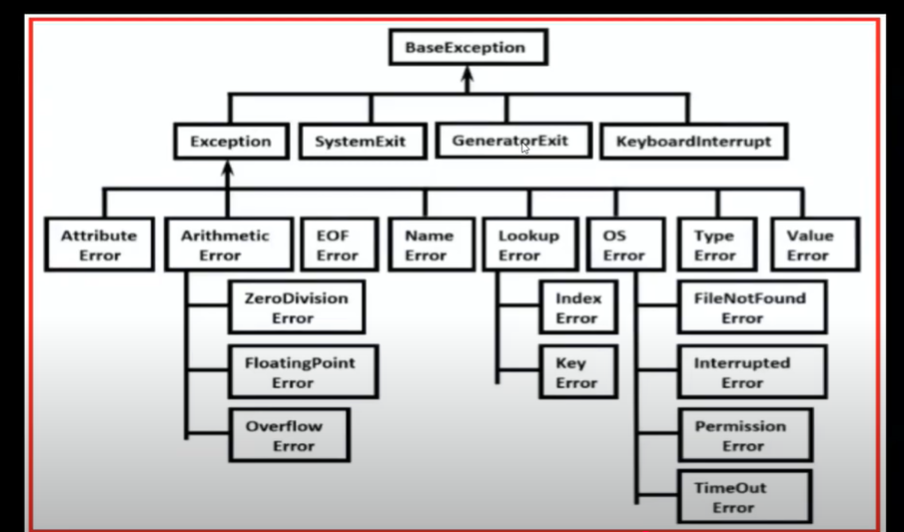 BaseException
Exception
SystemExit
GeneratorExit
KeyboardInterrupt
Attribute
Error
Arithmetic
Error
EOF
Error
Name
Error
Lookup
Error
OS
Error
Type
Error
Value
Error
ZeroDivision
Error
FloatingPoint
Error
Overflow
Error
Index
Error
Key
Error
FileNotFound
Error
Interrupted
Error
Permission
Error
TimeOut
Error